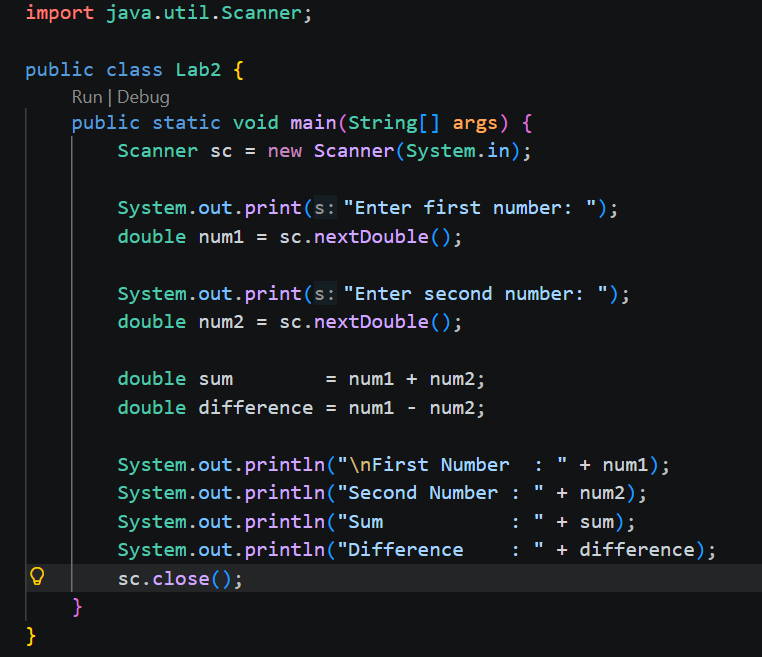 import java.util.Scanner;
public class Lab2 {
Run | Debug
public static void main(String[] args) {
Scanner sc = new Scanner(System.in);
System.out.print(s: "Enter first number: ");
double num1 = sc.nextDouble();
System.out.print(s: "Enter second number: ");
double num2 = sc.nextDouble();
double sum        = num1 + num2;
double difference = num1 - num2;
System.out.println("\nFirst Number  : " + num1);
System.out.println("Second Number : " + num2);
System.out.println("Sum           : " + sum);
System.out.println("Difference    : " + difference);
sc.close();
}
}